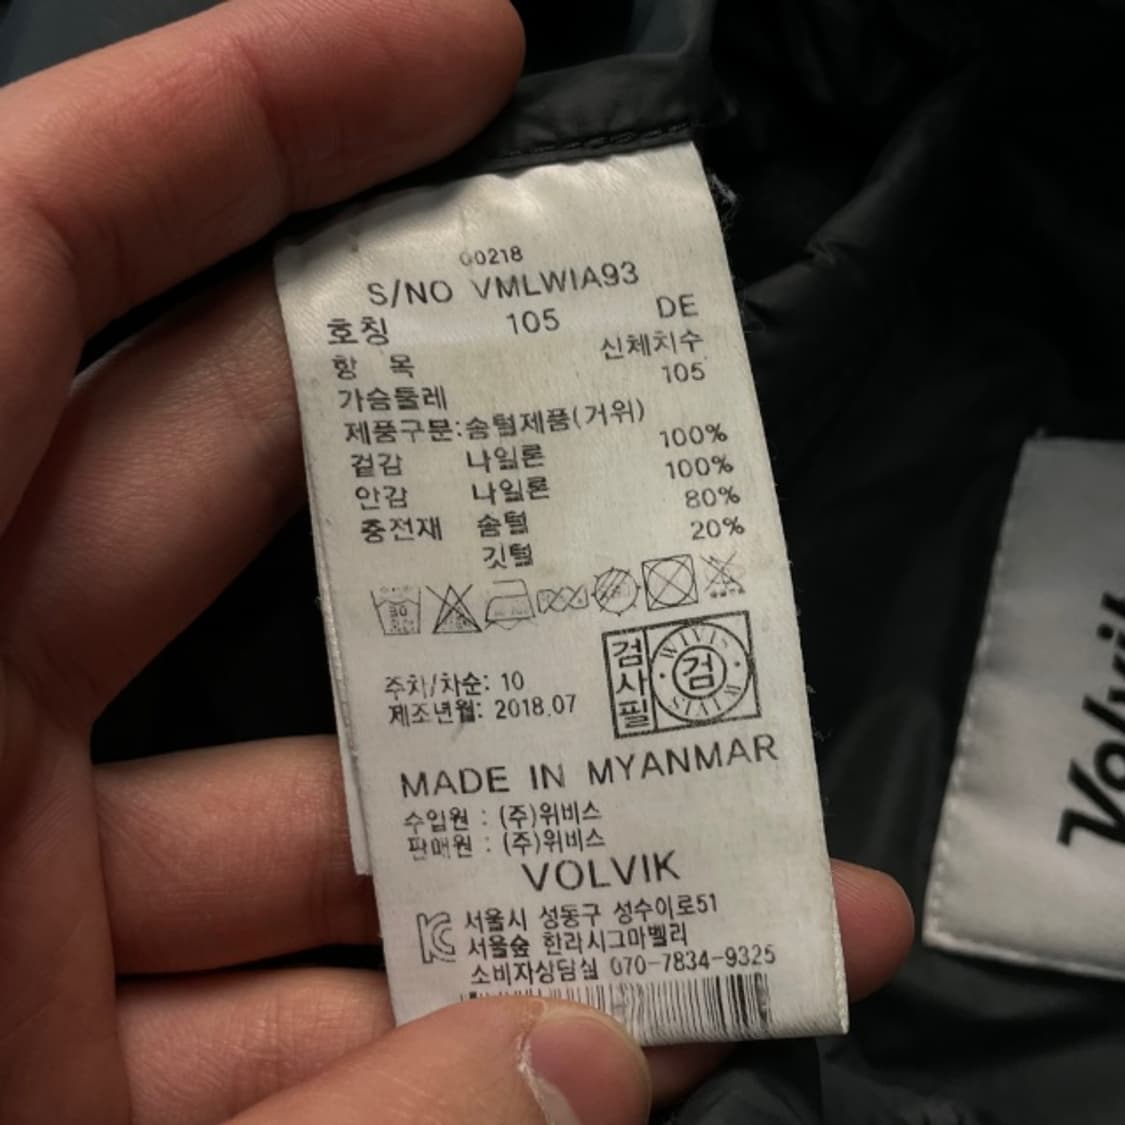 00218
S/NO VMLWIA93
호칭 105 DE
항 목 신체치수
가슴둘레 105
제품구분:솜털제품(거위)
겉감 나일론 100%
안감 나일론 100%
충전재 솜털 80%
깃털 20%
30
검사필
WIVIS
검
주차/차순: 10
제조년월: 2018.07
MADE IN MYANMAR
수입원 : (주)위비스
판매원 : (주)위비스
VOLVIK
서울시 성동구 성수이로51
서울숲 한라시그마밸리
소비자상담실 070-7834-9325
Volvik